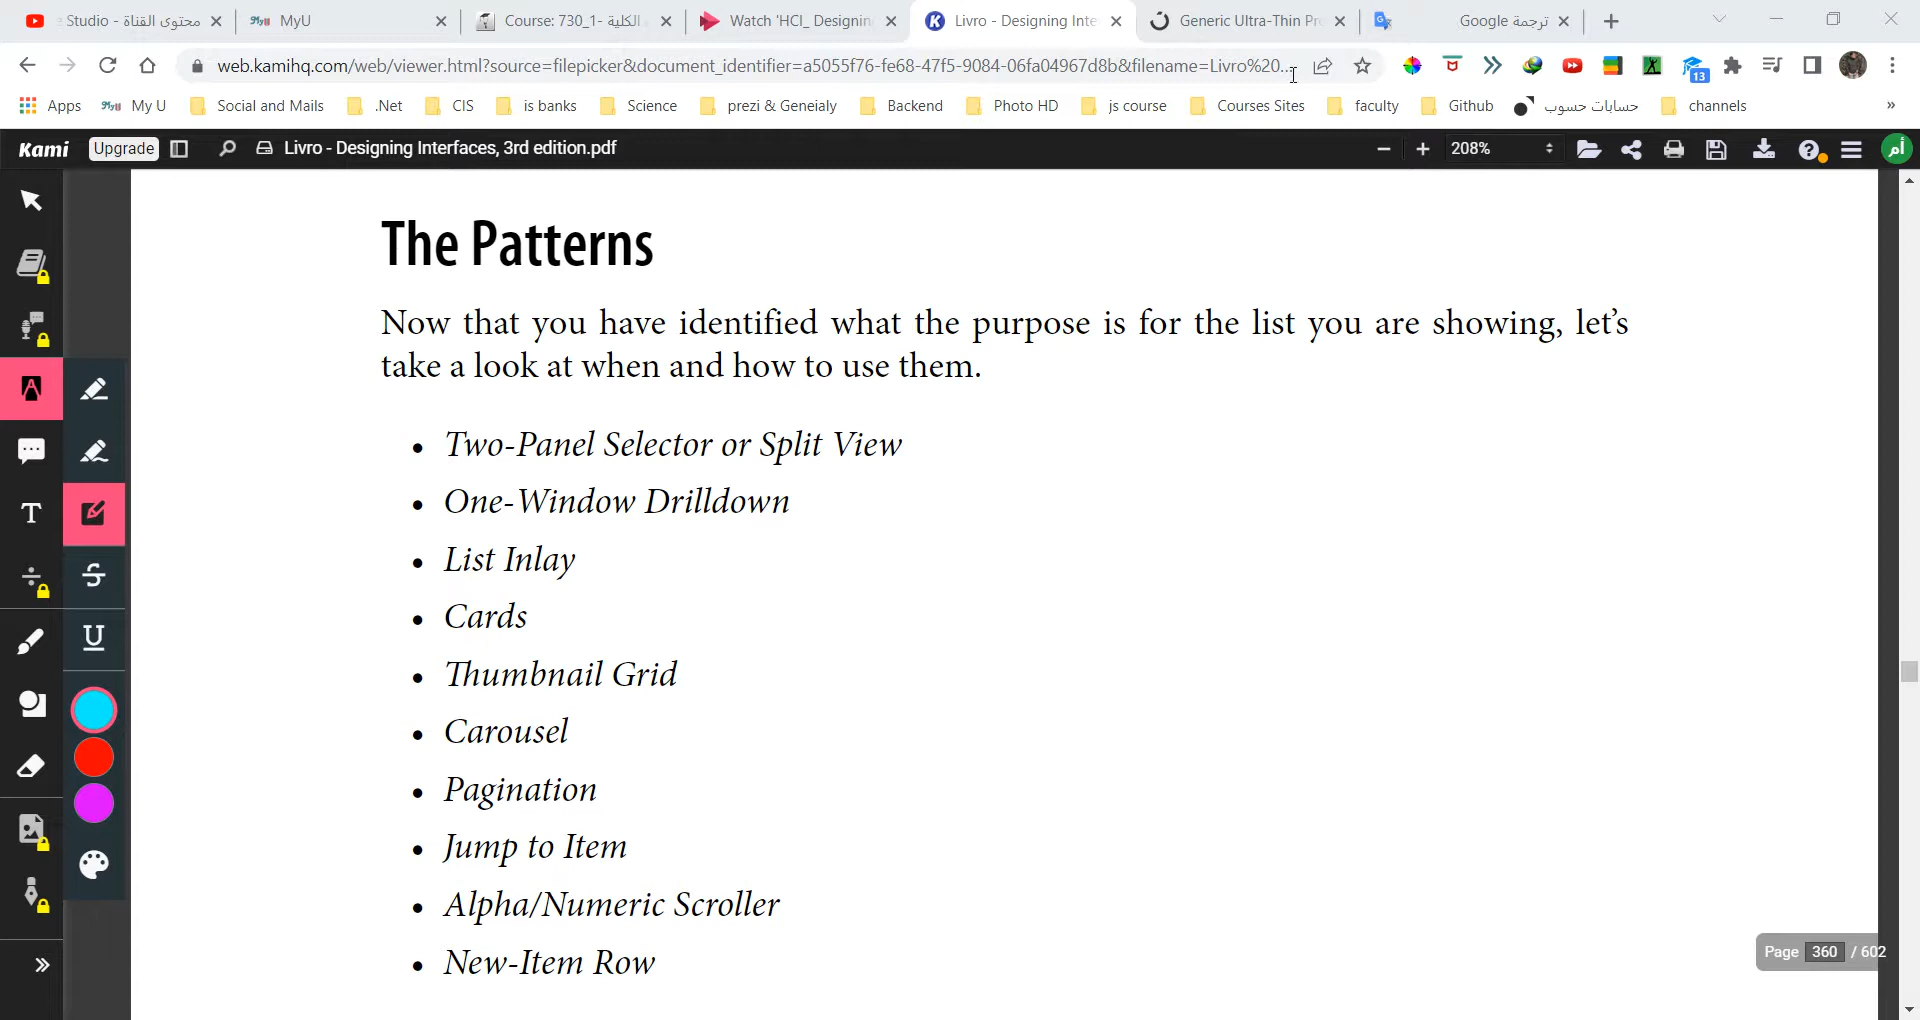 Studio - محتوى القناة
MyU
Course: 730_1- الكلية
Watch 'HCI_ Designin
Livro - Designing Inte
Generic Ultra-Thin Pr
Google ترجمة
web.kamihq.com/web/viewer.html?source=filepicker&document_identifier=a5055f76-fe68-47f5-9084-06fa04967d8b&filename=Livro%20...
13
Apps
My U
Social and Mails
.Net
CIS
is banks
Science
prezi & Geneialy
Backend
Photo HD
js course
Courses Sites
faculty
Github
حسابات حسوب
channels
»
Kami
Upgrade
Livro - Designing Interfaces, 3rd edition.pdf
208%
أم
The Patterns
Now that you have identified what the purpose is for the list you are showing, let’s
take a look at when and how to use them.
• Two-Panel Selector or Split View
• One-Window Drilldown
• List Inlay
• Cards
• Thumbnail Grid
• Carousel
• Pagination
• Jump to Item
• Alpha/Numeric Scroller
• New-Item Row
Page 360 / 602